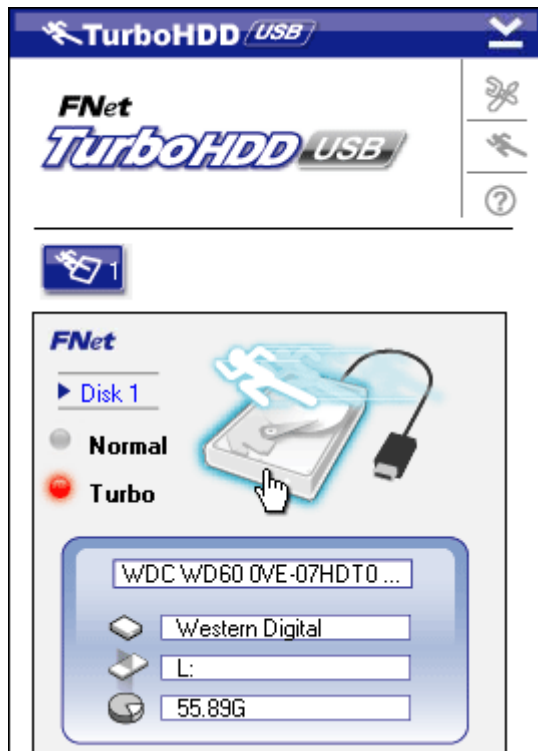 TurboHDD USB
FNet
TurboHDD USB
?
1
FNet
Disk 1
Normal
Turbo
WDC WD60 0VE-07HDT0 ...
Western Digital
L:
55.89G